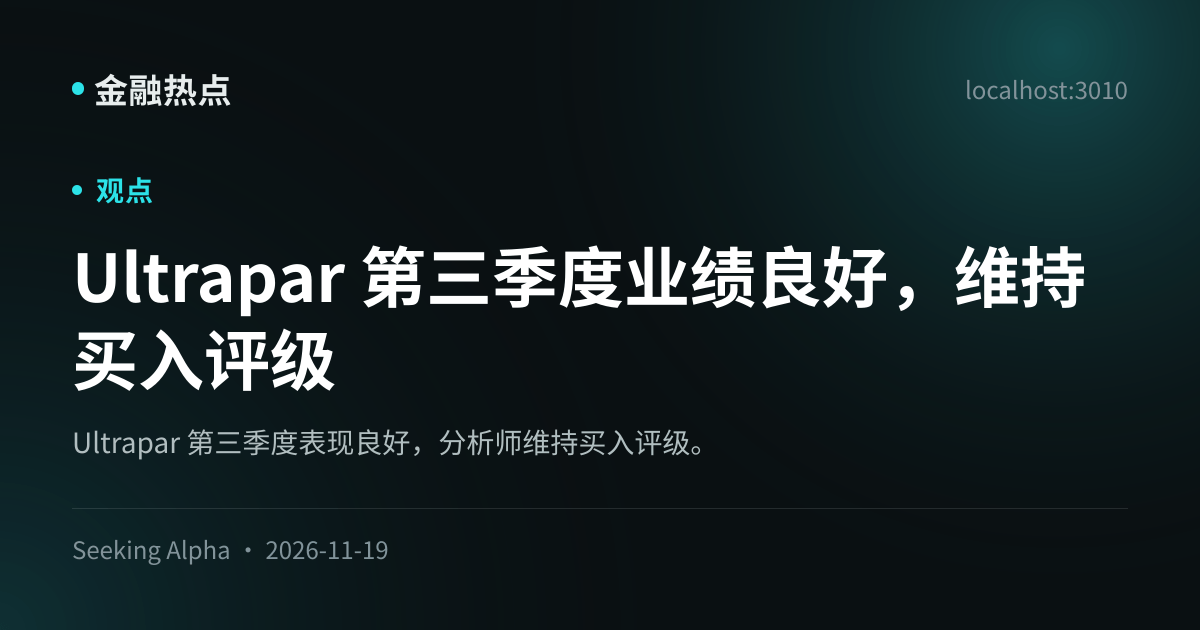 金融热点
localhost:3010
观点
Ultrapar 第三季度业绩良好，维持
买入评级
Ultrapar 第三季度表现良好，分析师维持买入评级。
Seeking Alpha · 2026-11-19